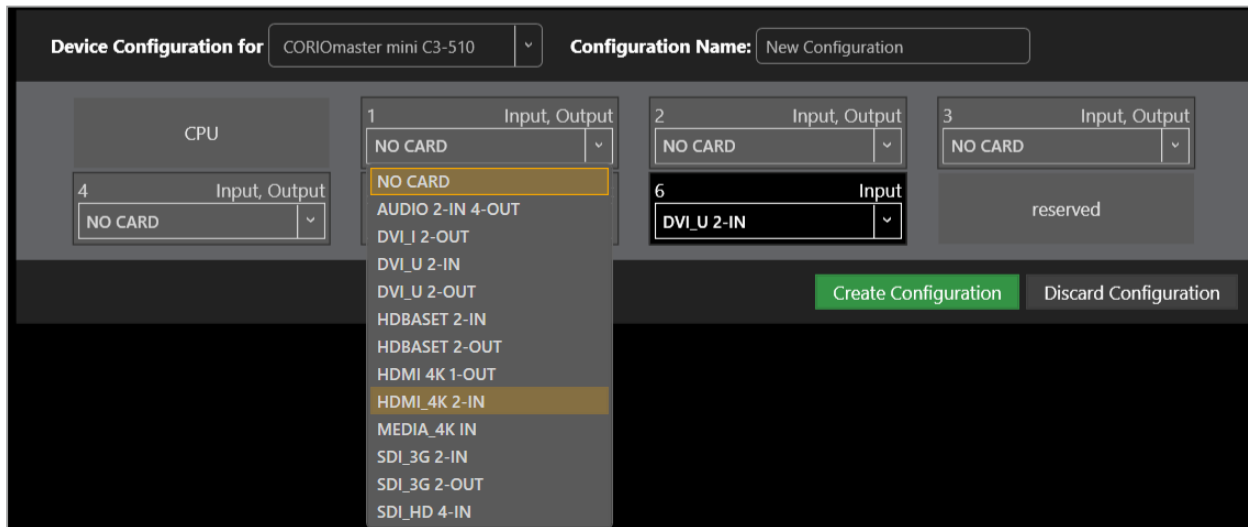 Device Configuration for CORIOmaster mini C3-510 Configuration Name: New Configuration
CPU
1 Input, Output
NO CARD
2 Input, Output
NO CARD
3 Input, Output
NO CARD
4 Input, Output
NO CARD
NO CARD
AUDIO 2-IN 4-OUT
DVI_I 2-OUT
DVI_U 2-IN
DVI_U 2-OUT
HDBASET 2-IN
HDBASET 2-OUT
HDMI 4K 1-OUT
HDMI_4K 2-IN
MEDIA_4K IN
SDI_3G 2-IN
SDI_3G 2-OUT
SDI_HD 4-IN
6 Input
DVI_U 2-IN
reserved
Create Configuration
Discard Configuration